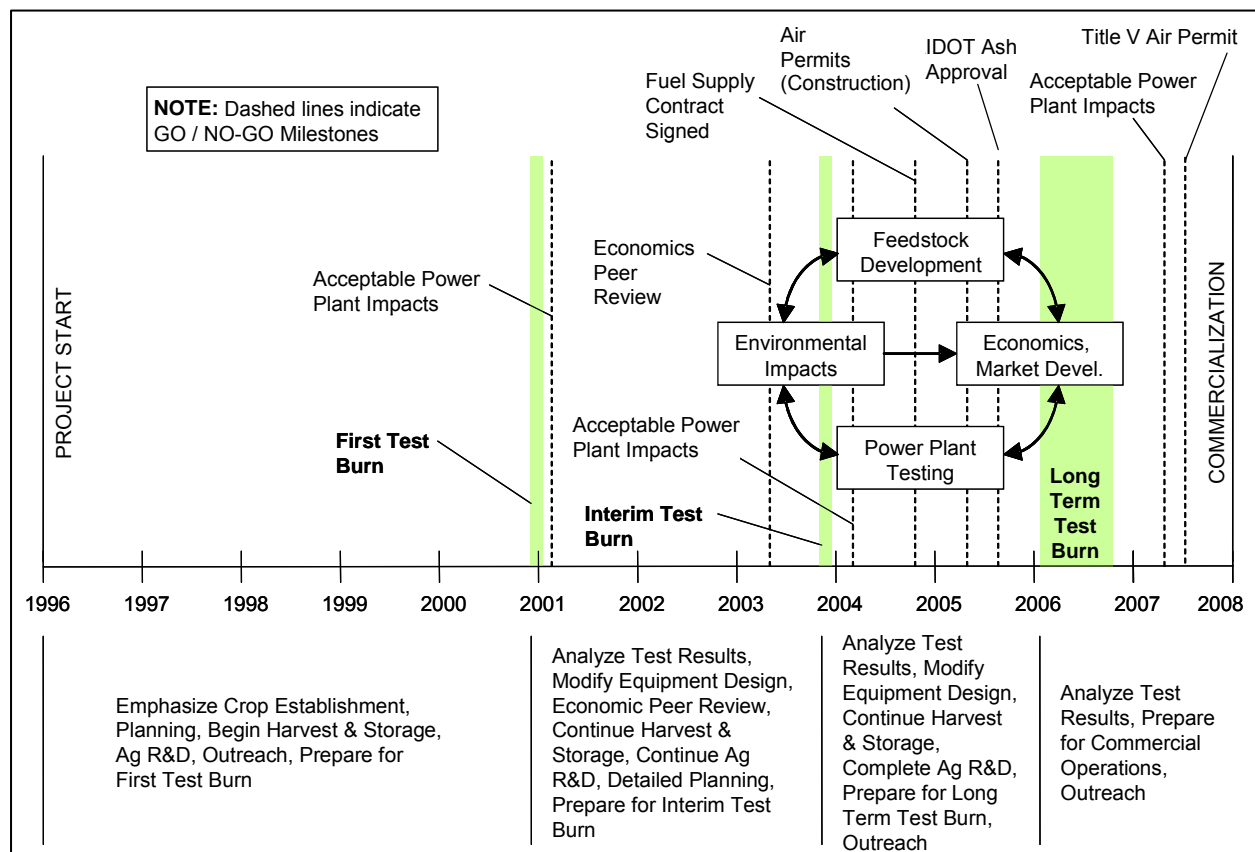 NOTE: Dashed lines indicate
GO / NO-GO Milestones
Air
Permits
(Construction)
IDOT Ash
Approval
Title V Air Permit
Fuel Supply
Contract
Signed
Acceptable Power
Plant Impacts
PROJECT START
Acceptable Power
Plant Impacts
Economics
Peer
Review
Feedstock
Development
Environmental
Impacts
Economics,
Market Devel.
COMMERCIALIZATION
First Test
Burn
Acceptable Power
Plant Impacts
Power Plant
Testing
Interim Test
Burn
Long
Term
Test
Burn
1996
1997
1998
1999
2000
2001
2002
2003
2004
2005
2006
2007
2008
Emphasize Crop Establishment,
Planning, Begin Harvest & Storage,
Ag R&D, Outreach, Prepare for
First Test Burn
Analyze Test Results,
Modify Equipment Design,
Economic Peer Review,
Continue Harvest &
Storage, Continue Ag
R&D, Detailed Planning,
Prepare for Interim Test
Burn
Analyze Test
Results, Modify
Equipment Design,
Continue Harvest
& Storage,
Complete Ag R&D,
Prepare for Long
Term Test Burn,
Outreach
Analyze Test
Results, Prepare
for Commercial
Operations,
Outreach